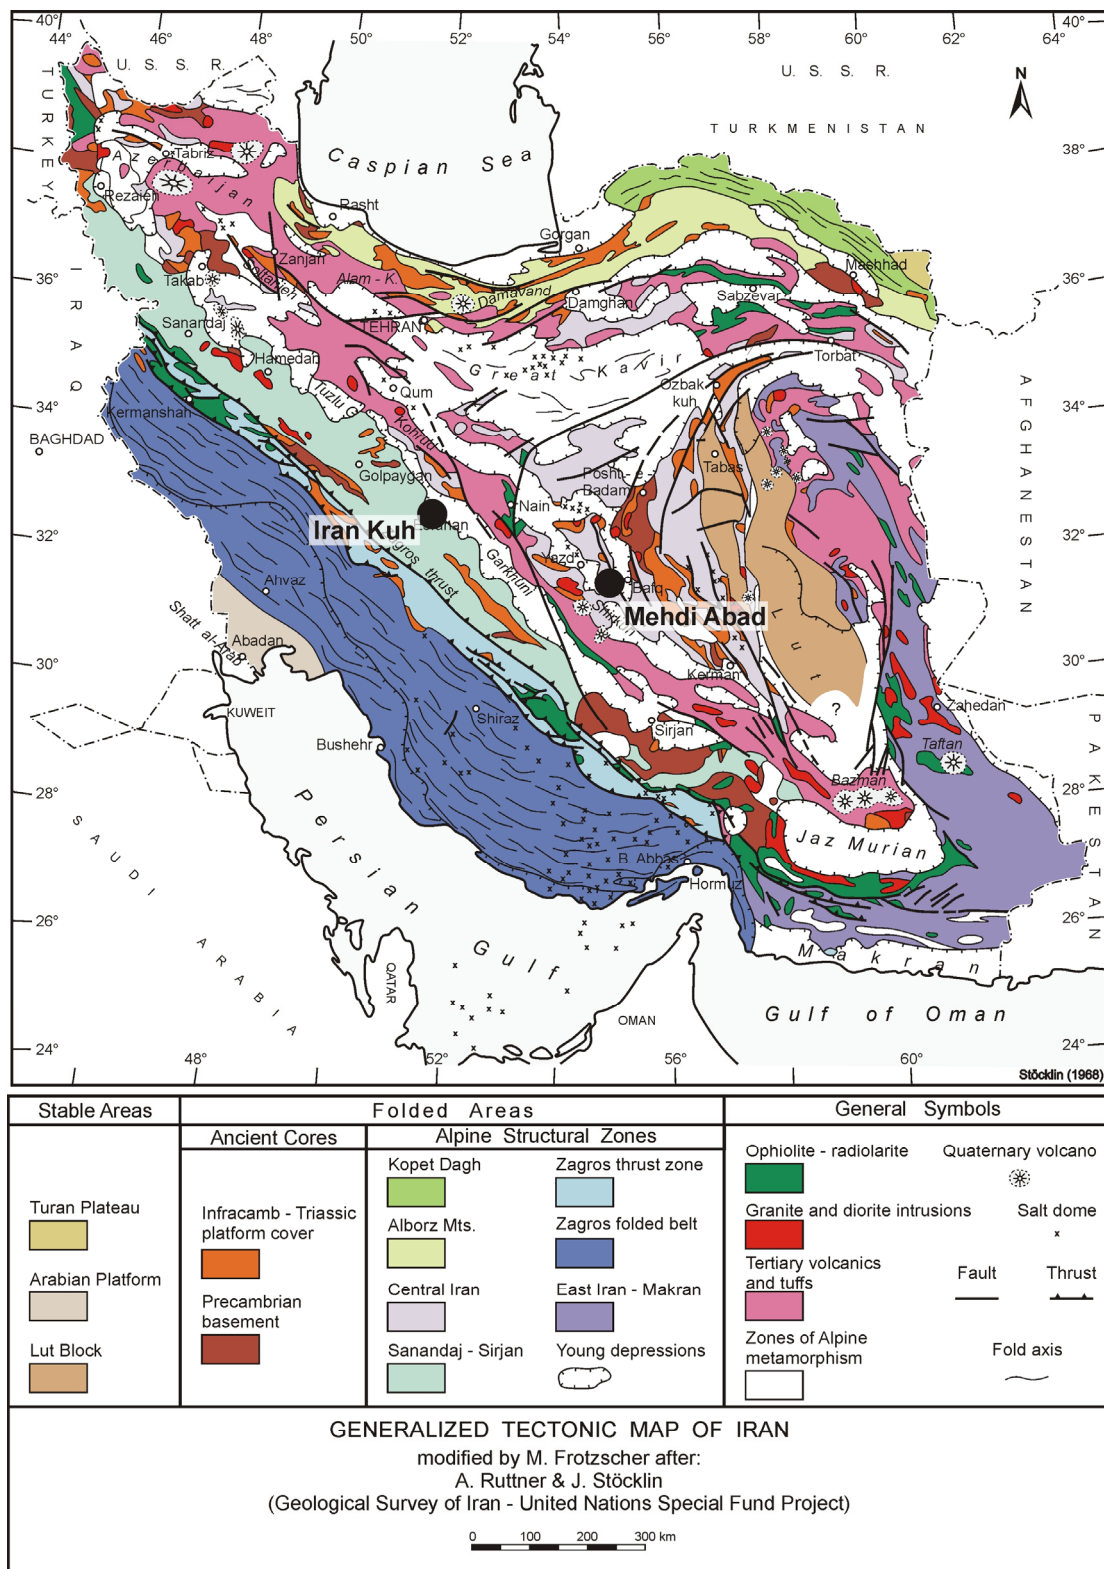 40°
44°
46°
48°
50°
52°
54°
56°
58°
60°
62°
64°
40°
U. S. S. R.
U. S. S. R.
N
TURKEY
TURKMENISTAN
Caspian Sea
38°
38°
Tabriz
Azerbaijan
Rezaieh
Rasht
Gorgan
Zanjan
Soltanieh
Alam - K.
Damavand
Mashhad
36°
36°
Takab
Damghan
Sabzevar
IRAQ
Sanandaj
TEHRAN
Hamedan
Great Kavir
Torbat
Qum
Ozbak
kuh
AFGHANISTAN
34°
34°
Kermanshah
Kohrud
BAGHDAD
Golpaygan
Tabas
Posht-e-
Badam
Nain
Iran Kuh
Esfahan
32°
32°
Zagros thrust
Yazd
Ahvaz
Bafq
Mehdi Abad
Lut
Shatt al-Arab
Abadan
30°
30°
Kerman
KUWEIT
Shiraz
Sirjan
?
Zahedan
Bushehr
Taftan
Bazman
28°
28°
PAKESTAN
SAUDI ARABIA
Persian Gulf
Jaz Murian
B. Abbas
Hormuz
26°
26°
Makran
QATAR
OMAN
Gulf of Oman
24°
24°
48°
52°
56°
60°
Stöcklin (1968)
Stable Areas
Folded Areas
General Symbols
Ancient Cores
Alpine Structural Zones
Turan Plateau
Arabian Platform
Lut Block
Infracamb - Triassic
platform cover
Precambrian
basement
Kopet Dagh
Alborz Mts.
Central Iran
Sanandaj - Sirjan
Zagros thrust zone
Zagros folded belt
East Iran - Makran
Young depressions
Ophiolite - radiolarite
Granite and diorite intrusions
Tertiary volcanics
and tuffs
Zones of Alpine
metamorphism
Quaternary volcano
Salt dome
Fault
Thrust
Fold axis
GENERALIZED TECTONIC MAP OF IRAN
modified by M. Frotzscher after:
A. Ruttner & J. Stöcklin
(Geological Survey of Iran - United Nations Special Fund Project)
0 100 200 300 km